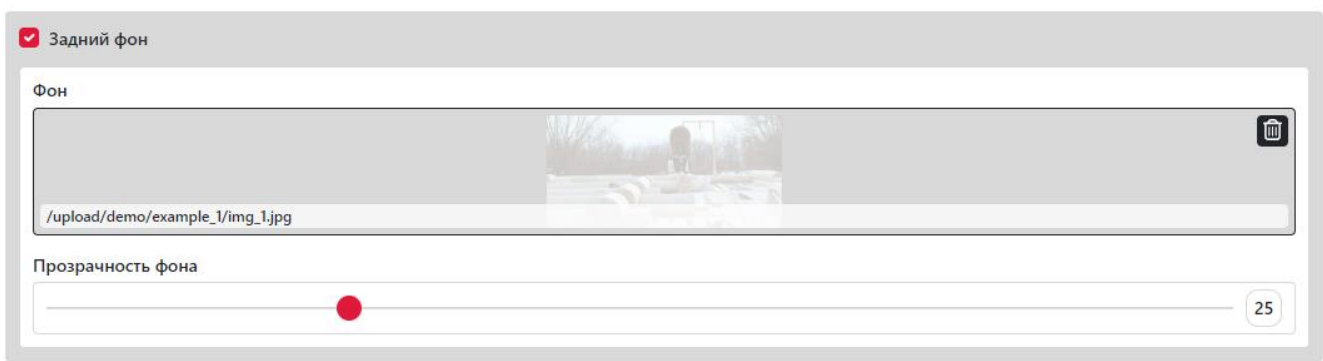 Задний фон
Фон
/upload/demo/example_1/img_1.jpg
Прозрачность фона
25